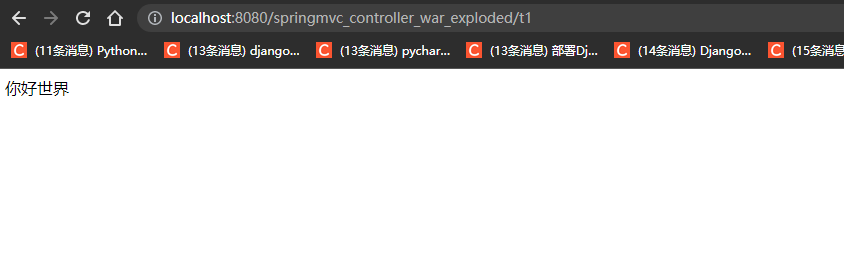 localhost:8080/springmvc_controller_war_exploded/t1
(11条消息) Python... (13条消息) django... (13条消息) pychar... (13条消息) 部署Dj... (14条消息) Django... (15条消息
你好世界